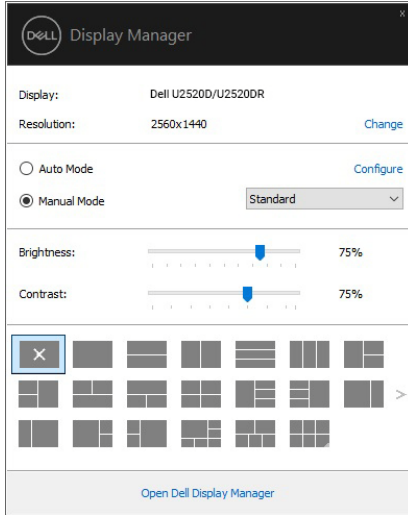 x
DELL Display Manager
Display: Dell U2520D/U2520DR
Resolution: 2560x1440 Change
Auto Mode Configure
Manual Mode Standard
Brightness: 75%
Contrast: 75%
Open Dell Display Manager